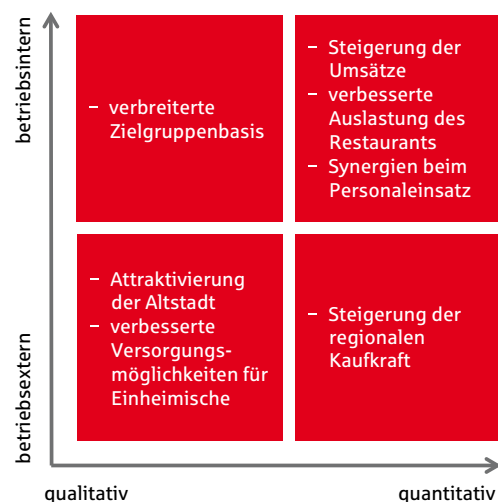 betriebsintern
– verbreiterte
Zielgruppenbasis
– Steigerung der
Umsätze
– verbesserte
Auslastung des
Restaurants
– Synergien beim
Personaleinsatz
betriebsextern
– Attraktivierung
der Altstadt
– verbesserte
Versorgungs-
möglichkeiten für
Einheimische
– Steigerung der
regionalen
Kaufkraft
qualitativ
quantitativ